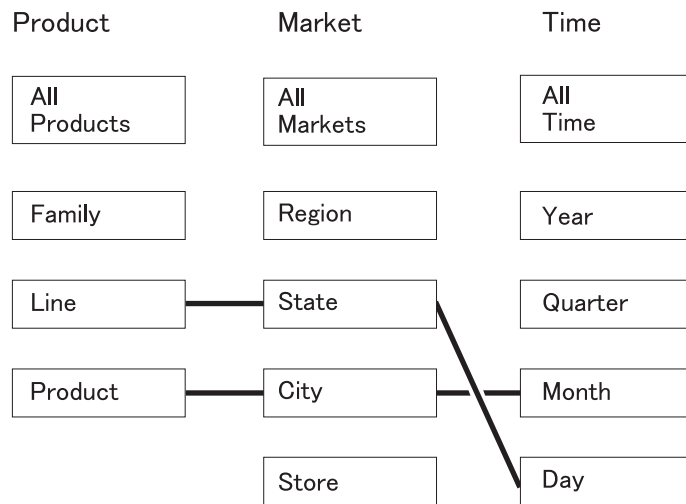 Product Market Time
All
Products
All
Markets
All
Time
Family Region Year
Line State Quarter
Product City Month
Store Day